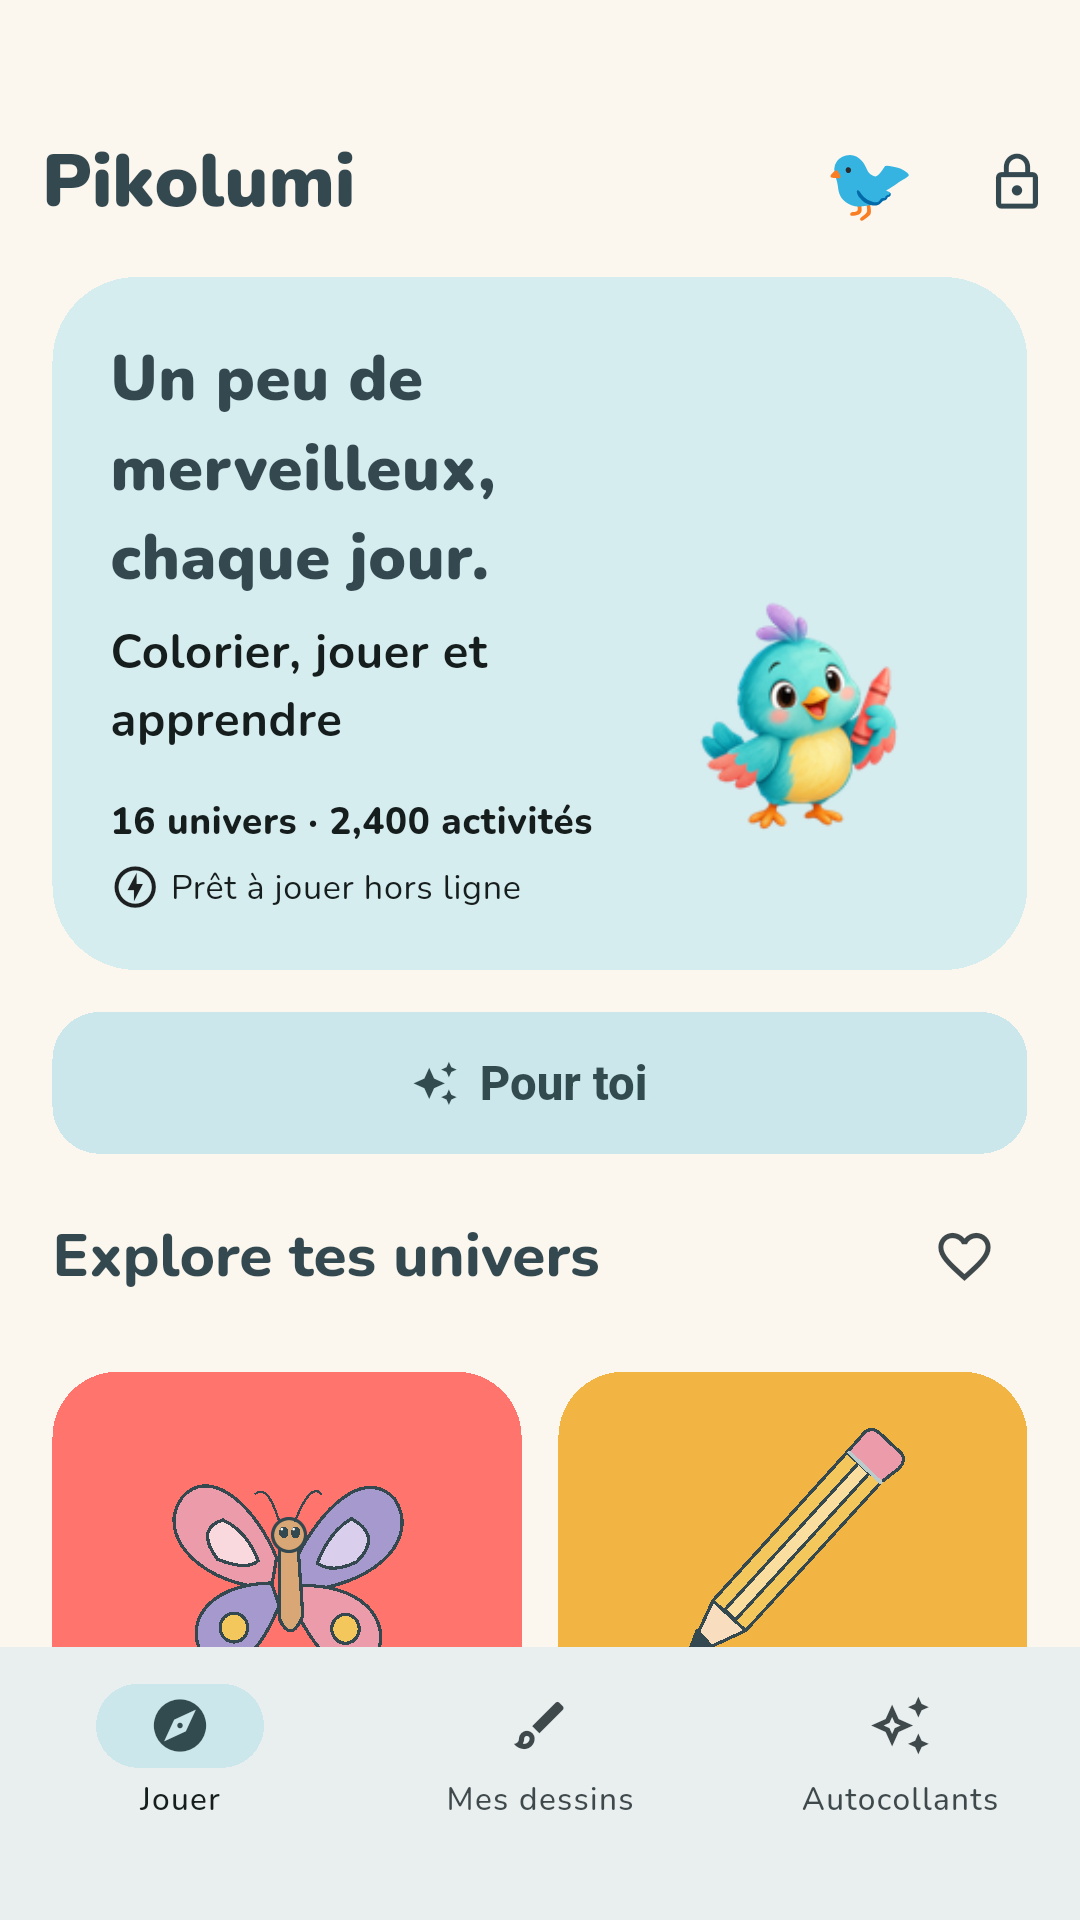 Pikolumi
Un peu de
merveilleux,
chaque jour.
Colorier, jouer et
apprendre
16 univers · 2,400 activités
Prêt à jouer hors ligne
Pour toi
Explore tes univers
Jouer
Mes dessins
Autocollants